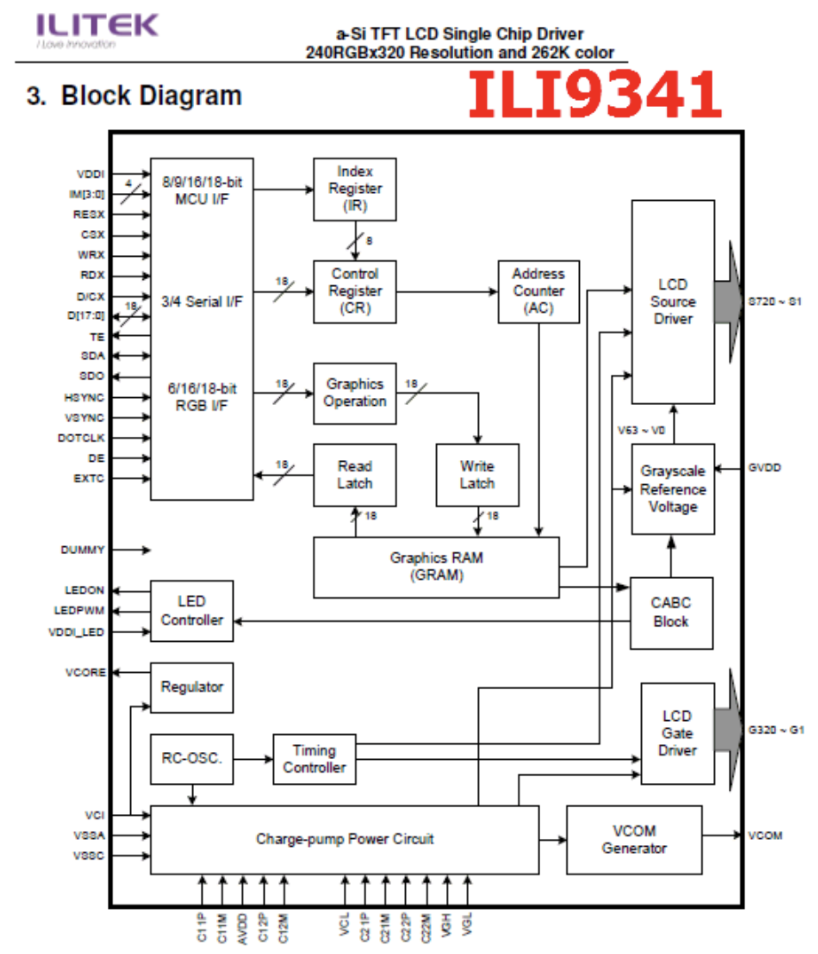 ILITEK
I Love Innovation
a-Si TFT LCD Single Chip Driver
240RGBx320 Resolution and 262K color
3. Block Diagram
ILI9341
VDDI
IM[3:0]
4
RESX
CSX
WRX
RDX
D/CX
D[17:0]
18
TE
SDA
SDO
HSYNC
VSYNC
DOTCLK
DE
EXTC
8/9/16/18-bit
MCU I/F
3/4 Serial I/F
6/16/18-bit
RGB I/F
Index
Register
(IR)
8
18
Control
Register
(CR)
Address
Counter
(AC)
18
Graphics
Operation
18
18
Read
Latch
Write
Latch
18
18
Graphics RAM
(GRAM)
LCD
Source
Driver
S720 ~ S1
V63 ~ V0
Grayscale
Reference
Voltage
GVDD
CABC
Block
DUMMY
LEDON
LEDPWM
VDDI_LED
LED
Controller
VCORE
Regulator
RC-OSC.
Timing
Controller
LCD
Gate
Driver
G320 ~ G1
VCI
VSSA
VSSC
Charge-pump Power Circuit
VCOM
Generator
VCOM
C11P
C11M
AVDD
C12P
C12M
VCL
C21P
C21M
C22P
C22M
VGH
VGL